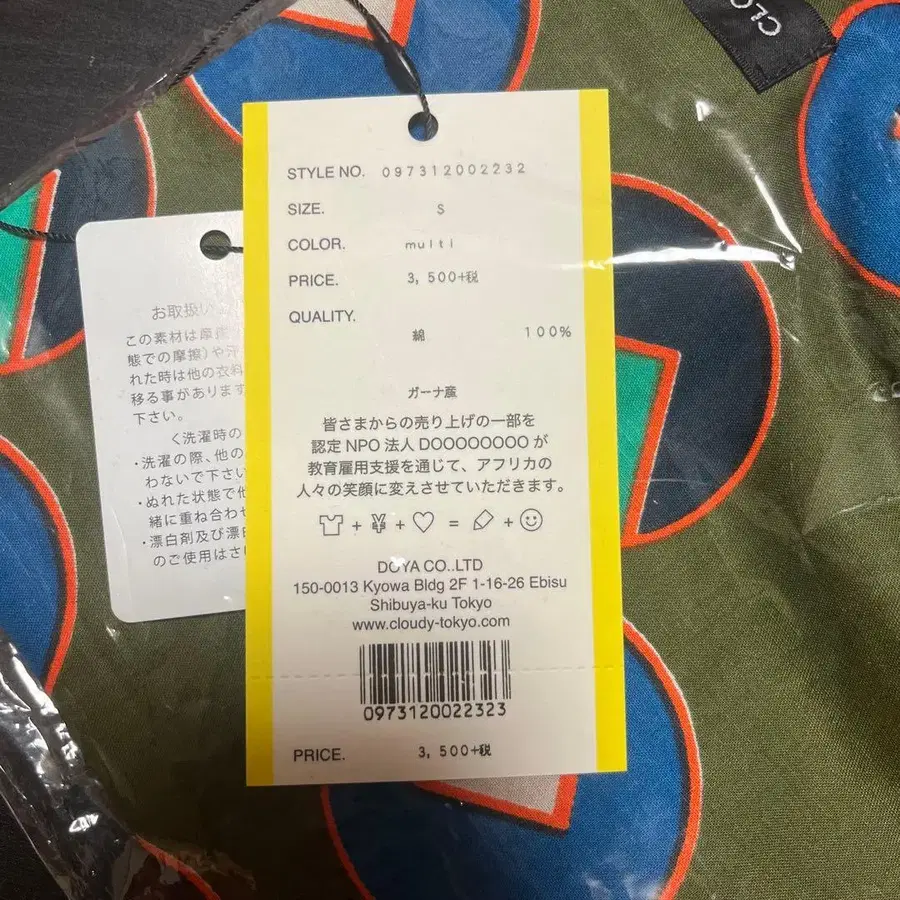 CLO
STYLE NO. 097312002232
SIZE. S
COLOR. multi
PRICE. 3,500+税
QUALITY.
綿 100%
ガーナ産
皆さまからの売り上げの一部を
認定 NPO 法人 DOOOOOOOO が
教育雇用支援を通じて、アフリカの
人々の笑顔に変えさせていただきます。
+ ¥ + = +
DOYA CO.,LTD
150-0013 Kyowa Bldg 2F 1-16-26 Ebisu
Shibuya-ku Tokyo
www.cloudy-tokyo.com
0973120022323
PRICE. 3,500+税
お取扱い
この素材は摩擦
態での摩擦)や汗
れた時は他の衣料
移る事があります
下さい。
く洗濯時の
・洗濯の際、他の
わないで下さい
・ぬれた状態で他
緒に重ね合わせ
・漂白剤及び漂白
のご使用はさ